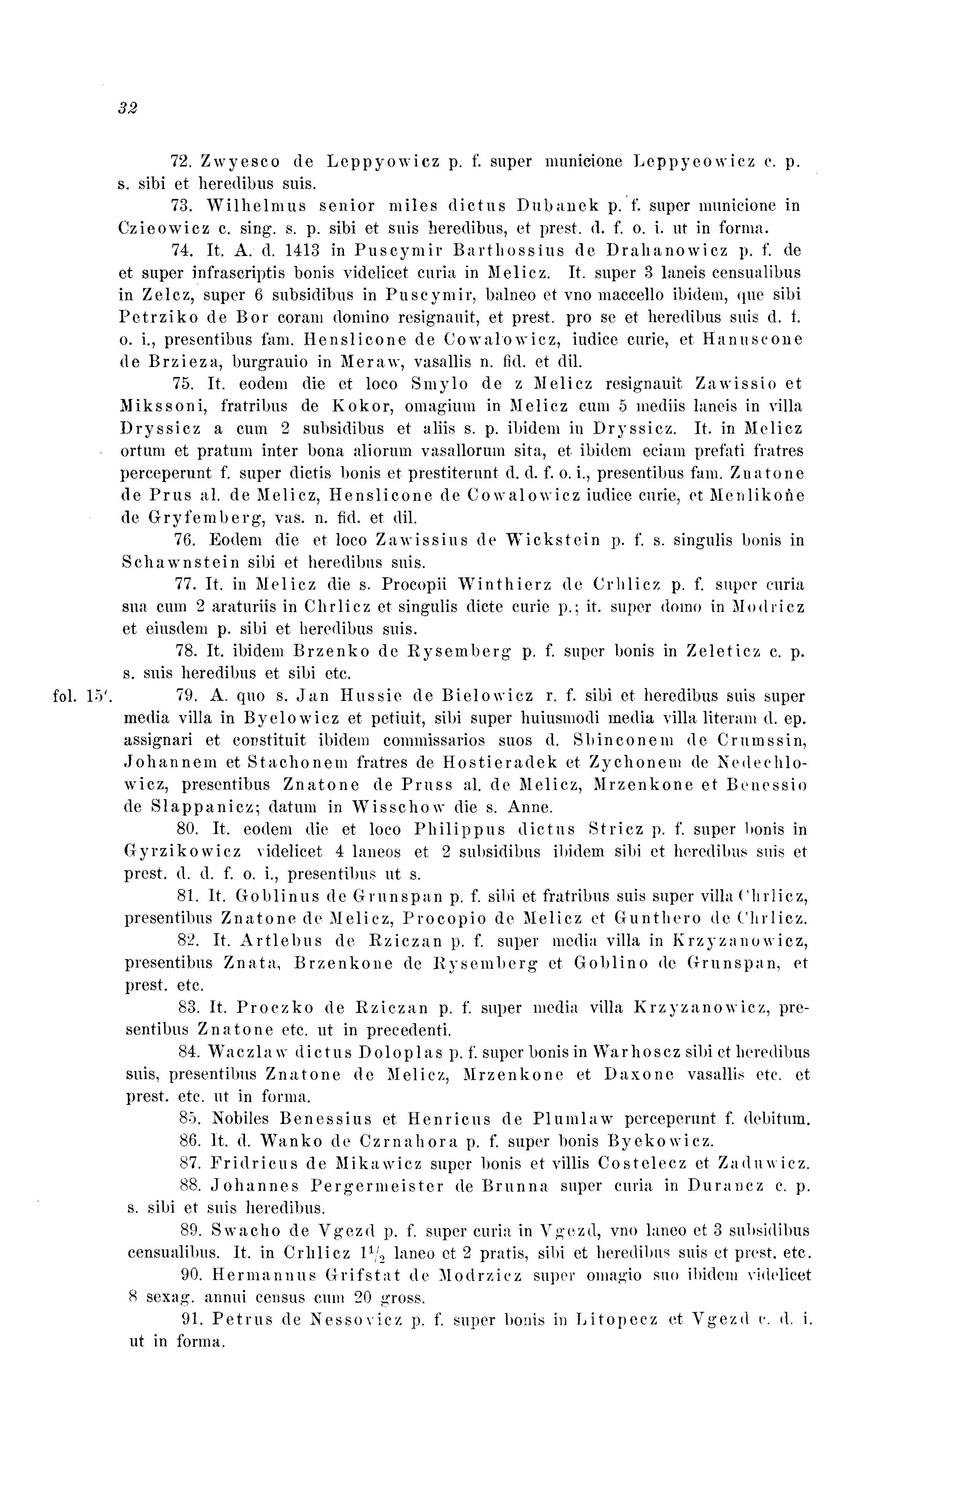 32
72. Zwyesco de Leppyowicz p. f. super municione Leppycowicz c. p.
s. sibi et heredibus suis.
73. Wilhelmus senior miles dictus Dubanek p. f. super municione in
Czieowicz c. sing. s. p. sibi et suis heredibus, et prest. d. f. o. i. ut in forma.
74. It. A. d. 1413 in Puscymir Barthossius de Drahanowicz p. f. de
et super infrascriptis bonis videlicet curia in Melicz. It. super 3 laneis censualibus
in Zelcz, super 6 subsidibus in Puscymir, balneo et vno maccello ibidem, que sibi
Petrziko de Bor coram domino resignauit, et prest. pro se et heredibus suis d. f.
o. i., presentibus fam. Henslicone de Cowalowicz, iudice curie, et Hanuscone
de Brzieza, burgrauio in Meraw, vasallis n. fid. et dil.
75. It. eodem die et loco Smylo de z Melicz resignauit Zawissio et
Mikssoni, fratribus de Kokor, omagium in Melicz cum 5 mediis laneis in villa
Dryssicz a cum 2 subsidibus et aliis s. p. ibidem in Dryssicz. It. in Melicz
ortum et pratum inter bona aliorum vasallorum sita, et ibidem eciam prefati fratres
perceperunt f. super dictis bonis et prestiterunt d. d. f. o. i., presentibus fam. Znatone
de Prus al. de Melicz, Henslicone de Cowalowicz iudice curie, et Menlikone
de Gryfemberg, vas. n. fid. et dil.
76. Eodem die et loco Zawissius de Wickstein p. f. s. singulis bonis in
Schawnstein sibi et heredibus suis.
77. It. in Melicz die s. Procopii Winthierz de Crhlicz p. f. super curia
sua cum 2 araturiis in Chrlicz et singulis dicte curie p.; it. super domo in Modricz
et eiusdem p. sibi et heredibus suis.
78. It. ibidem Brzenko de Rysemberg p. f. super bonis in Zeleticz c. p.
s. suis heredibus et sibi etc.
fol. 15'. 79. A. quo s. Jan Hussie de Bielowicz r. f. sibi et heredibus suis super
media villa in Byelowicz et petiuit, sibi super huiusmodi media villa literam d. ep.
assignari et constituit ibidem commissarios suos d. Sbinconem de Crumssin,
Johannem et Stachonem fratres de Hostieradek et Zychonem de Nedechlo-
wicz, presentibus Znatone de Pruss al. de Melicz, Mrzenkone et Benessio
de Slappanicz; datum in Wisschow die s. Anne.
80. It. eodem die et loco Philippus dictus Stricz p. f. super bonis in
Gyrzikowicz videlicet 4 laneos et 2 subsidibus ibidem sibi et heredibus suis et
prest. d. d. f. o. i., presentibus ut s.
81. It. Goblinus de Grunspan p. f. sibi et fratribus suis super villa Chrlicz,
presentibus Znatone de Melicz, Procopio de Melicz et Gunthero de Chrlicz.
82. It. Artlebus de Rziczan p. f. super media villa in Krzyzanowicz,
presentibus Znata, Brzenkone de Rysemberg et Goblino de Grunspan, et
prest. etc.
83. It. Proczko de Rziczan p. f. super media villa Krzyzanowicz, pre-
sentibus Znatone etc. ut in precedenti.
84. Waczlaw dictus Doloplas p. f. super bonis in Warhoscz sibi et heredibus
suis, presentibus Znatone de Melicz, Mrzenkone et Daxone vasallis etc. et
prest. etc. ut in forma.
85. Nobiles Benessius et Henricus de Plumlaw perceperunt f. debitum.
86. It. d. Wanko de Czrnahora p. f. super bonis Byekowicz.
87. Fridricus de Mikawicz super bonis et villis Costelecz et Zaduwicz.
88. Johannes Pergermeister de Brunna super curia in Durancz c. p.
s. sibi et suis heredibus.
89. Swacho de Vgezd p. f. super curia in Vgezd, vno laneo et 3 subsidibus
censualibus. It. in Crhlicz 1 1/2 laneo et 2 pratis, sibi et heredibus suis et prest. etc.
90. Hermannus Grifstat de Modrzicz super omagio suo ibidem videlicet
8 sexag. annui census cum 20 gross.
91. Petrus de Nessovicz p. f. super bonis in Litopecz et Vgezd c. d. i.
ut in forma.